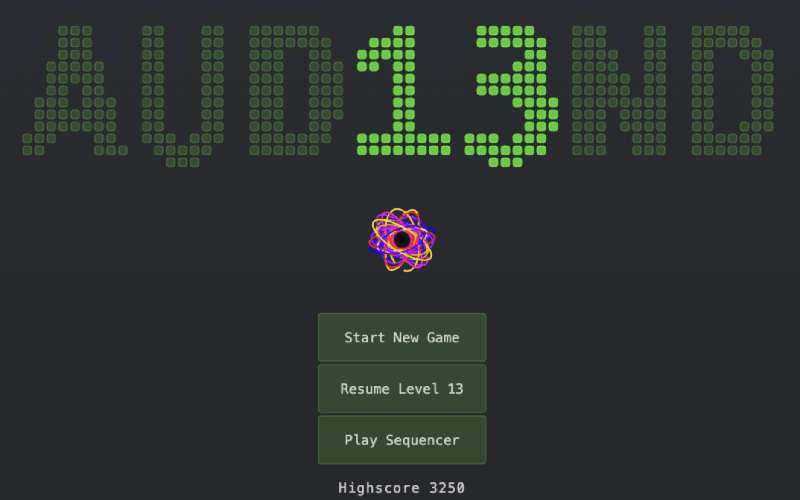 AUD13ND
Start New Game
Resume Level 13
Play Sequencer
Highscore 3250